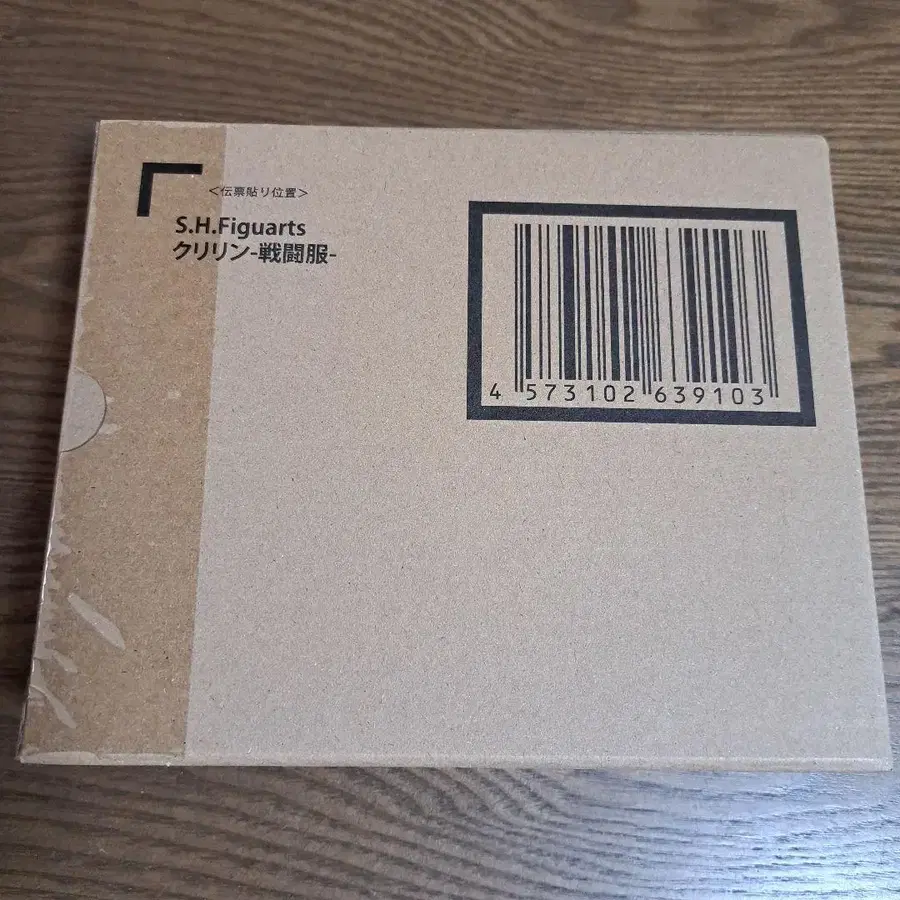 ＜伝票貼り位置＞
S.H.Figuarts
クリリン-戦闘服-
4 573102 639103